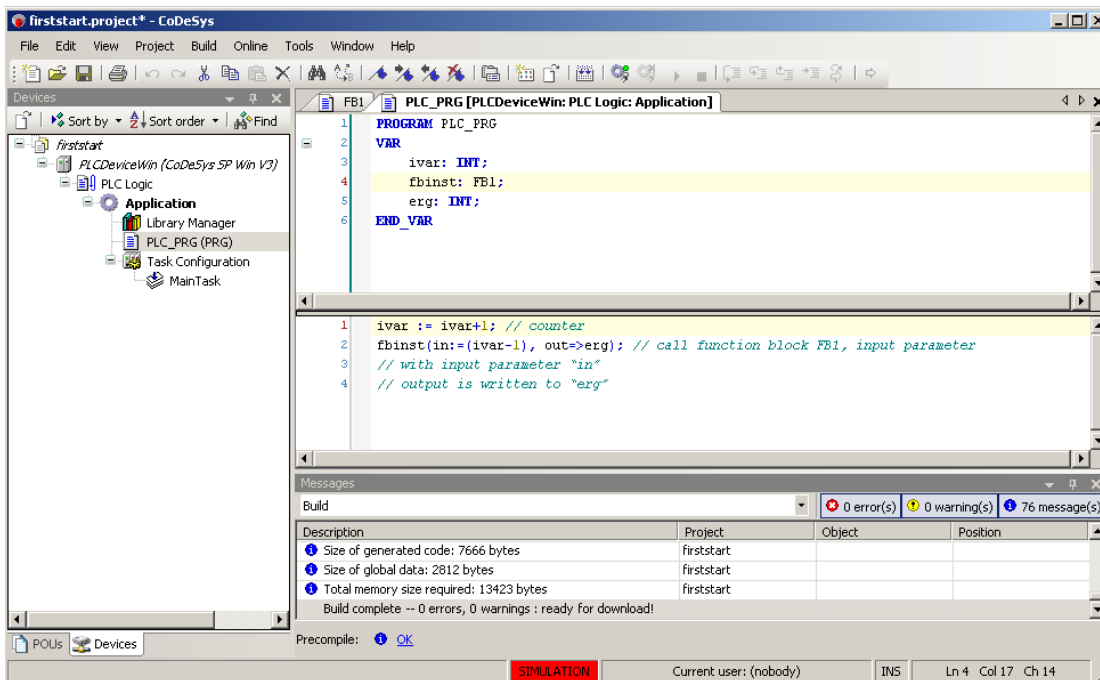 firststart.project* - CoDeSys
File Edit View Project Build Online Tools Window Help
Devices
Sort by Sort order Find
firststart
PLCDeviceWin (CoDeSys SP Win V3)
PLC Logic
Application
Library Manager
PLC_PRG (PRG)
Task Configuration
MainTask
POUs Devices
FB1 PLC_PRG [PLCDeviceWin: PLC Logic: Application]
1 PROGRAM PLC_PRG
2 VAR
3 ivar: INT;
4 fbinst: FB1;
5 erg: INT;
6 END_VAR
1 ivar := ivar+1; // counter
2 fbinst(in:=(ivar-1), out=>erg); // call function block FB1, input parameter
3 // with input parameter "in"
4 // output is written to "erg"
Messages
Build 0 error(s) 0 warning(s) 76 message(s)
Description Project Object Position
Size of generated code: 7666 bytes firststart
Size of global data: 2812 bytes firststart
Total memory size required: 13423 bytes firststart
Build complete -- 0 errors, 0 warnings : ready for download!
Precompile: OK
SIMULATION Current user: (nobody) INS Ln 4 Col 17 Ch 14